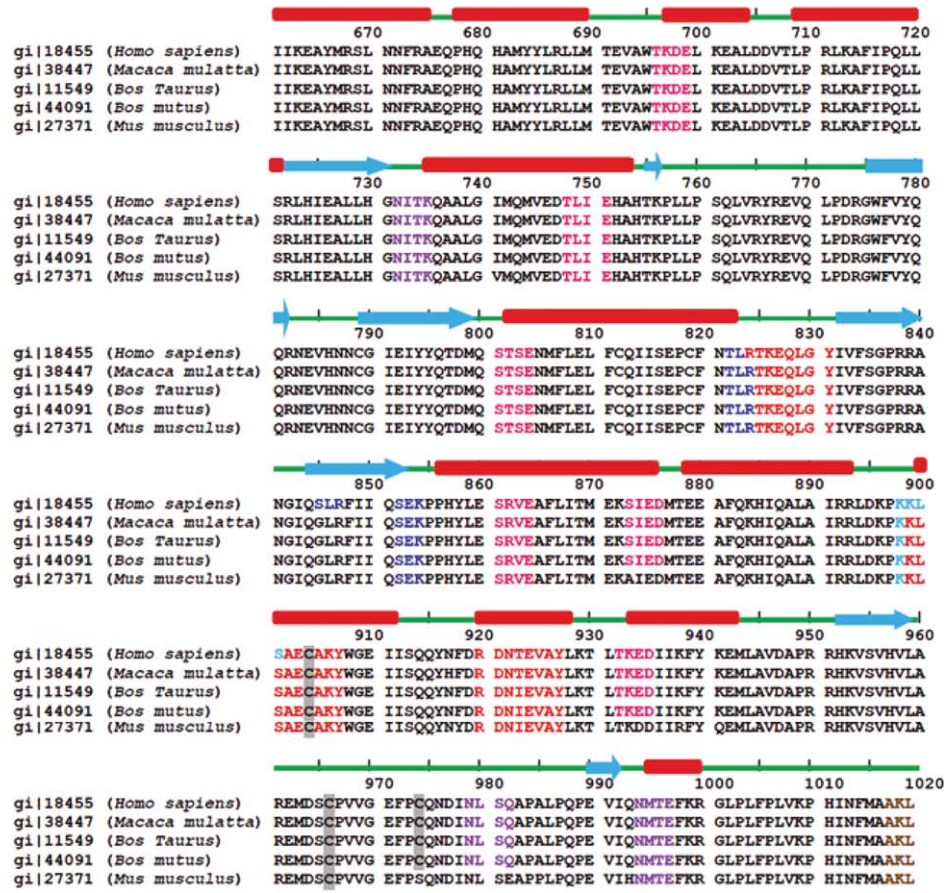 670 680 690 700 710 720
gi|18455 (Homo sapiens) IIKEAYMRSL NNFRAEQPHQ HAMYYLRLLM TEVAWTKDEL KEALDDVTLP RLKAFIPQLL
gi|38447 (Macaca mulatta) IIKEAYMRSL NNFRAEQPHQ HAMYYLRLLM TEVAWTKDEL KEALDDVTLP RLKAFIPQLL
gi|11549 (Bos Taurus) IIKEAYMRSL NNFRAEQPHQ HAMYYLRLLM TEVAWTKDEL KEALDDVTLP RLKAFIPQLL
gi|44091 (Bos mutus) IIKEAYMRSL NNFRAEQPHQ HAMYYLRLLM TEVAWTKDEL KEALDDVTLP RLKAFIPQLL
gi|27371 (Mus musculus) IIKEAYMRSL NNFRAEQPHQ HAMYYLRLLM TEVAWTKDEL KEALDDVTLP RLKAFIPQLL
730 740 750 760 770 780
gi|18455 (Homo sapiens) SRLHIEALLH GNITKQAALG IMQMVEDTLI EHAHTKPLLP SQLVRYREVQ LPDRGWFVYQ
gi|38447 (Macaca mulatta) SRLHIEALLH GNITKQAALG IMQMVEDTLI EHAHTKPLLP SQLVRYREVQ LPDRGWFVYQ
gi|11549 (Bos Taurus) SRLHIEALLH GNITKQAALG IMQMVEDTLI EHAHTKPLLP SQLVRYREVQ LPDRGWFVYQ
gi|44091 (Bos mutus) SRLHIEALLH GNITKQAALG IMQMVEDTLI EHAHTKPLLP SQLVRYREVQ LPDRGWFVYQ
gi|27371 (Mus musculus) SRLHIEALLH GNITKQAALG VMQMVEDTLI EHAHTKPLLP SQLVRYREVQ LPDRGWFVYQ
790 800 810 820 830 840
gi|18455 (Homo sapiens) QRNEVHNNCG IEIYYQTDMQ STSENMFLEL FCQIISEPCF NTLRTKEQLG YIVFSGPRRA
gi|38447 (Macaca mulatta) QRNEVHNNCG IEIYYQTDMQ STSENMFLEL FCQIISEPCF NTLRTKEQLG YIVFSGPRRA
gi|11549 (Bos Taurus) QRNEVHNNCG IEIYYQTDMQ STSENMFLEL FCQIISEPCF NTLRTKEQLG YIVFSGPRRA
gi|44091 (Bos mutus) QRNEVHNNCG IEIYYQTDMQ STSENMFLEL FCQIISEPCF NTLRTKEQLG YIVFSGPRRA
gi|27371 (Mus musculus) QRNEVHNNCG IEIYYQTDMQ STSENMFLEL FCQIISEPCF NTLRTKEQLG YIVFSGPRRA
850 860 870 880 890 900
gi|18455 (Homo sapiens) NGIQSLRFII QSEKPPHYLE SRVEAFLITM EKSIEDMTEE AFQKHIQALA IRRLDKPKKL
gi|38447 (Macaca mulatta) NGIQGLRFII QSEKPPHYLE SRVEAFLITM EKSIEDMTEE AFQKHIQALA IRRLDKPKKL
gi|11549 (Bos Taurus) NGIQGLRFII QSEKPPHYLE SRVEAFLITM EKSIEDMTEE AFQKHIQALA IRRLDKPKKL
gi|44091 (Bos mutus) NGIQGLRFII QSEKPPHYLE SRVEAFLITM EKSIEDMTEE AFQKHIQALA IRRLDKPKKL
gi|27371 (Mus musculus) NGIQGLRFII QSEKPPHYLE SRVEAFLITM EKAIEDMTEE AFQKHIQALA IRRLDKPKKL
910 920 930 940 950 960
gi|18455 (Homo sapiens) SAECAKYWGE IISQQYNFDR DNTEVAYLKT LTKEDIIKFY KEMLAVDAPR RHKVSVHVLA
gi|38447 (Macaca mulatta) SAECAKYWGE IISQQYHFDR DNTEVAYLKT LTKEDIIKFY KEMLAVDAPR RHKVSVHVLA
gi|11549 (Bos Taurus) SAECAKYWGE IISQQYNFDR DNIEVAYLKT LTKEDIIKFY KEMLAVDAPR RHKVSVHVLA
gi|44091 (Bos mutus) SAECAKYWGE IISQQYNFDR DNIEVAYLKT LTKEDIIKFY KEMLAVDAPR RHKVSVHVLA
gi|27371 (Mus musculus) SAECAKYWGE IISQQYNYDR DNIEVAYLKT LTKDDIIRFY QEMLAVDAPR RHKVSVHVLA
970 980 990 1000 1010 1020
gi|18455 (Homo sapiens) REMDSCPVVG EFPCQNDINL SQAPALPQPE VIQNMTEFKR GLPLFPLVKP HINFMAAKL
gi|38447 (Macaca mulatta) REMDSCPVVG EFPCQNDINL SQAPALPQPE VIQNMTEFKR GLPLFPLVKP HINFMAAKL
gi|11549 (Bos Taurus) REMDSCPVVG EFPCQNDINL SQAPALPQPE VIQNMTEFKR GLPLFPLVKP HINFMAAKL
gi|44091 (Bos mutus) REMDSCPVVG EFPCQNDINL SQAPALPQPE VIQNMTEFKR GLPLFPLVKP HINFMAAKL
gi|27371 (Mus musculus) REMDSCPVVG EFPSQNDINL SEAPPLPQPE VIHNMTEFKR GLPLFPLVKP HINFMAAKL